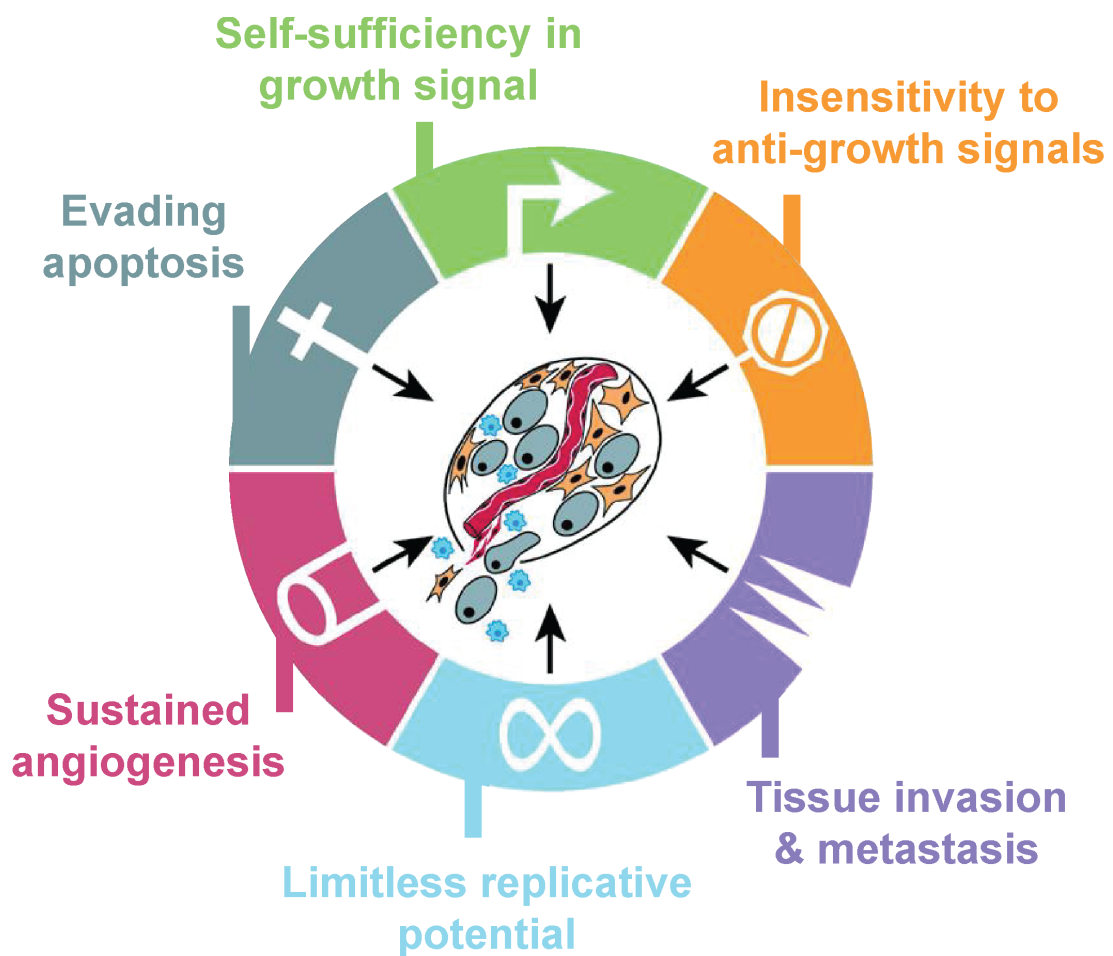 Self-sufficiency in
growth signal
Insensitivity to
anti-growth signals
Evading
apoptosis
Sustained
angiogenesis
Tissue invasion
& metastasis
Limitless replicative
potential